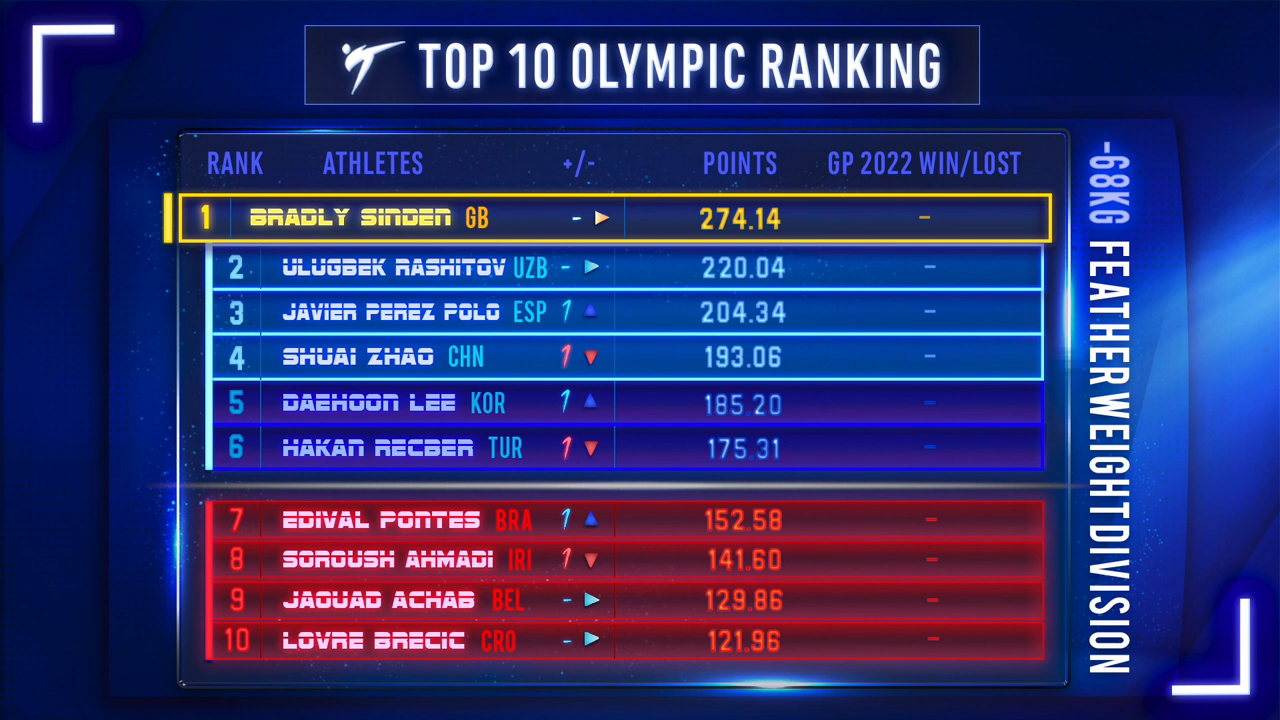 TOP 10 OLYMPIC RANKING
RANK ATHLETES +/- POINTS GP 2022 WIN/LOST
1 BRADLY SINDEN GB - ▶ 274.14 -
2 ULUGBEK RASHITOV UZB - ▶ 220.04 -
3 JAVIER PEREZ POLO ESP 1 ▲ 204.34 -
4 SHUAI ZHAO CHN 1 ▼ 193.06 -
5 DAEHOON LEE KOR 1 ▲ 185.20 -
6 HAKAN RECBER TUR 1 ▼ 175.31 -
7 EDIVAL PONTES BRA 1 ▲ 152.58 -
8 SOROUSH AHMADI IRI 1 ▼ 141.60 -
9 JAOUAD ACHAB BEL - ▶ 129.86 -
10 LOVRE BRECIC CRO - ▶ 121.96 -
-68KG FEATHERWEIGHT DIVISION